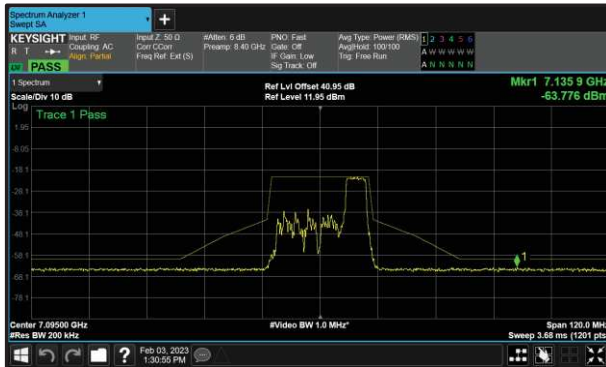 Spectrum Analyzer 1
Swept SA
KEYSIGHT
R T
PASS
Input: RF
Coupling: AC
Align: Partial
Input Z: 50 Ω
Corr CCorr
Freq Ref: Ext (S)
#Atten: 6 dB
Preamp: 8.40 GHz
PNO: Fast
Gate: Off
IF Gain: Low
Sig Track: Off
Avg Type: Power (RMS)
Avg|Hold: 100/100
Trig: Free Run
1 2 3 4 5 6
A W W W W W
A N N N N N
1 Spectrum
Scale/Div 10 dB
Ref Lvl Offset 40.95 dB
Ref Level 11.95 dBm
Mkr1 7.135 9 GHz
-63.776 dBm
Log
Trace 1 Pass
1.95
-8.05
-18.1
-28.1
-38.1
-48.1
-58.1
-68.1
-78.1
1
Center 7.09500 GHz
#Res BW 200 kHz
#Video BW 1.0 MHz*
Span 120.0 MHz
Sweep 3.68 ms (1201 pts)
Feb 03, 2023
1:30:55 PM